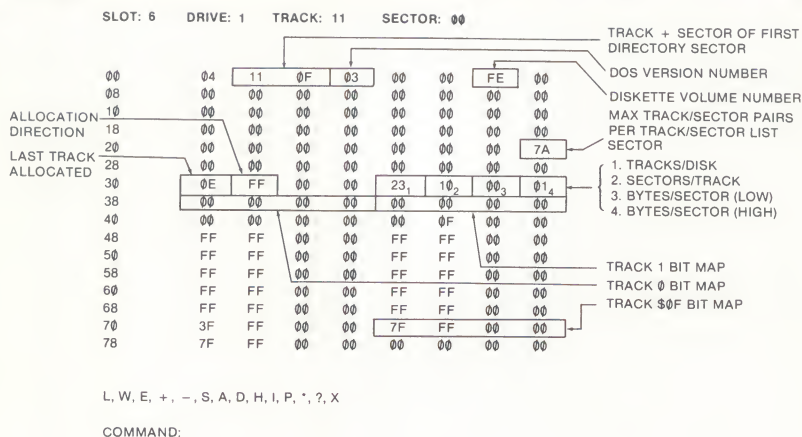 SLOT: 6 DRIVE: 1 TRACK: 11 SECTOR: 00
TRACK + SECTOR OF FIRST
DIRECTORY SECTOR
DOS VERSION NUMBER
DISKETTE VOLUME NUMBER
MAX TRACK/SECTOR PAIRS
PER TRACK/SECTOR LIST
SECTOR
1. TRACKS/DISK
2. SECTORS/TRACK
3. BYTES/SECTOR (LOW)
4. BYTES/SECTOR (HIGH)
TRACK 1 BIT MAP
TRACK 0 BIT MAP
TRACK $0F BIT MAP
ALLOCATION
DIRECTION
LAST TRACK
ALLOCATED
00 04 11 0F 03 00 00 FE 00
08 00 00 00 00 00 00 00 00
10 00 00 00 00 00 00 00 00
18 00 00 00 00 00 00 00 00
20 00 00 00 00 00 00 00 7A
28 00 00 00 00 00 00 00 00
30 0E FF 00 00 23₁ 10₂ 00₃ 01₄
38 00 00 00 00 00 00 00 00
40 00 00 00 00 00 0F 00 00
48 FF FF 00 00 FF FF 00 00
50 FF FF 00 00 FF FF 00 00
58 FF FF 00 00 FF FF 00 00
60 FF FF 00 00 FF FF 00 00
68 FF FF 00 00 FF FF 00 00
70 3F FF 00 00 7F FF 00 00
78 7F FF 00 00 00 00 00 00
L, W, E, +, −, S, A, D, H, I, P, *, ?, X
COMMAND: